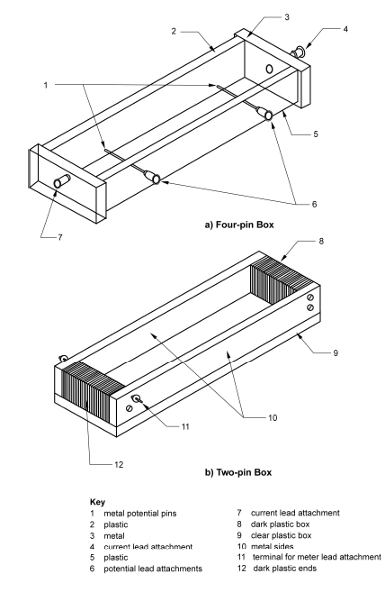 2
3
4
1
5
6
7
a) Four-pin Box
8
9
10
11
12
b) Two-pin Box
Key
1 metal potential pins
2 plastic
3 metal
4 current lead attachment
5 plastic
6 potential lead attachments
7 current lead attachment
8 dark plastic box
9 clear plastic box
10 metal sides
11 terminal for meter lead attachment
12 dark plastic ends